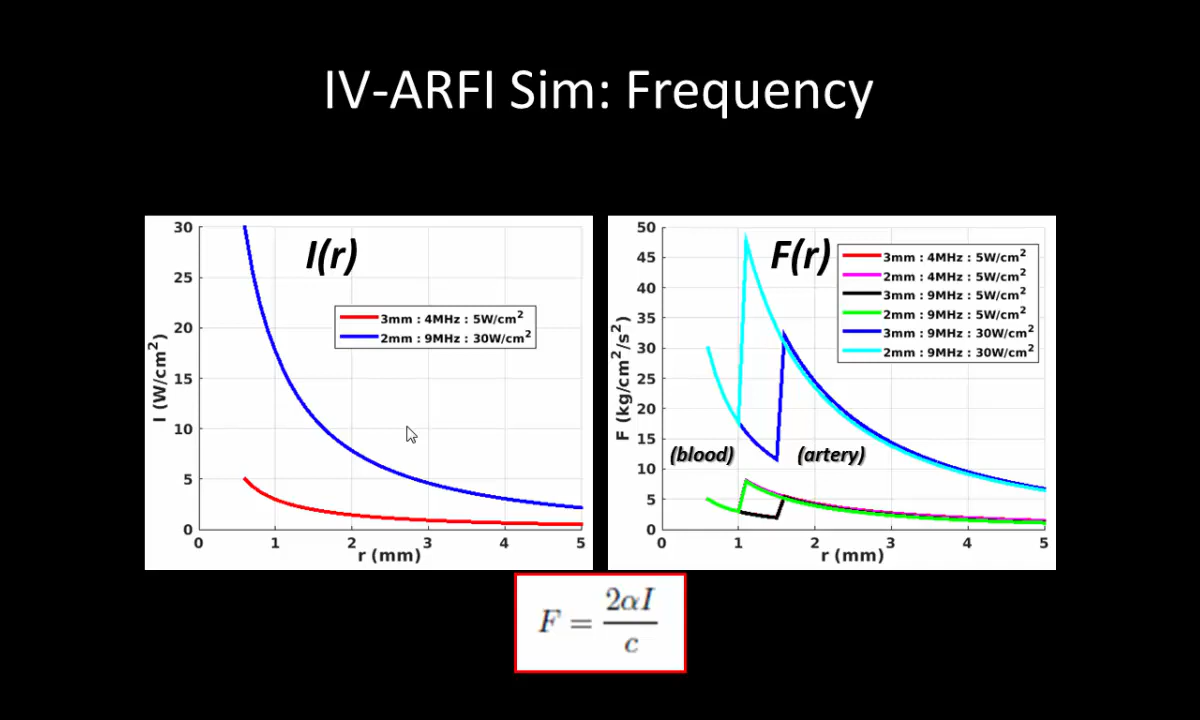 IV-ARFI Sim: Frequency
I(r)
30
25
20
15
10
5
0
I (W/cm²)
3mm : 4MHz : 5W/cm²
2mm : 9MHz : 30W/cm²
0 1 2 3 4 5
r (mm)
F(r)
50
45
40
35
30
25
20
15
10
5
0
F (kg/cm²/s²)
3mm : 4MHz : 5W/cm²
2mm : 4MHz : 5W/cm²
3mm : 9MHz : 5W/cm²
2mm : 9MHz : 5W/cm²
3mm : 9MHz : 30W/cm²
2mm : 9MHz : 30W/cm²
(blood) (artery)
0 1 2 3 4 5
r (mm)
F = 2αI / c